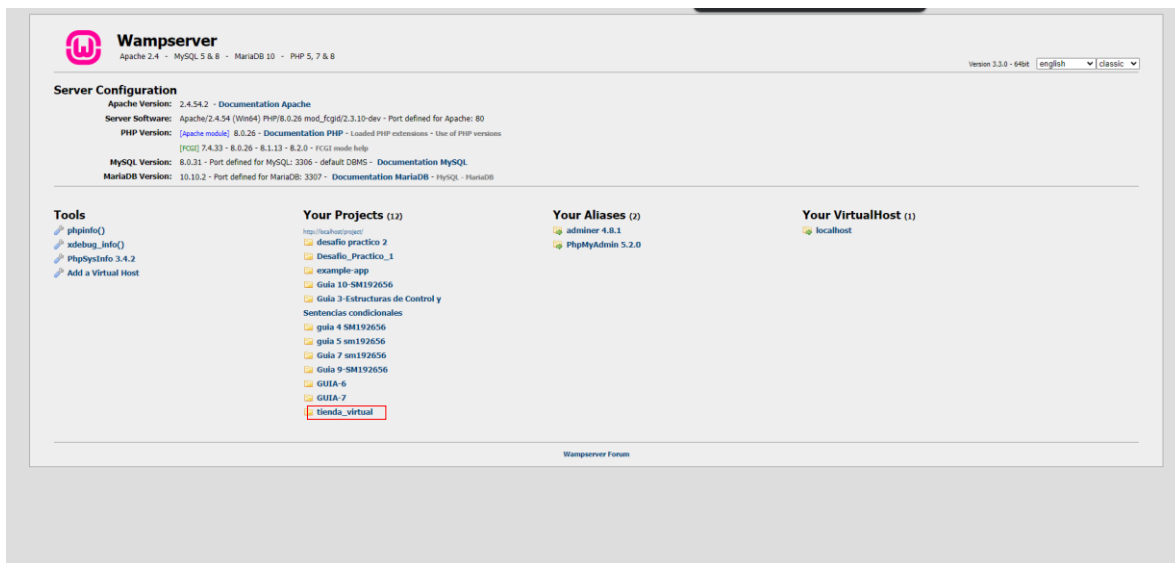 Wampserver
Apache 2.4 - MySQL 5 & 8 - MariaDB 10 - PHP 5, 7 & 8
Version 3.3.0 - 64bit english classic
Server Configuration
Apache Version: 2.4.54.2 - Documentation Apache
Server Software: Apache/2.4.54 (Win64) PHP/8.0.26 mod_fcgid/2.3.10-dev - Port defined for Apache: 80
PHP Version: [Apache module] 8.0.26 - Documentation PHP - Loaded PHP extensions - Use of PHP versions
[FCGI] 7.4.33 - 8.0.26 - 8.1.13 - 8.2.0 - FCGI mode help
MySQL Version: 8.0.31 - Port defined for MySQL: 3306 - default DBMS - Documentation MySQL
MariaDB Version: 10.10.2 - Port defined for MariaDB: 3307 - Documentation MariaDB - MySQL - MariaDB
Tools
phpinfo()
xdebug_info()
PhpSysInfo 3.4.2
Add a Virtual Host
Your Projects (12)
http://localhost/project/
desafio practico 2
Desafio_Practico_1
example-app
Guia 10-SM192656
Guia 3-Estructuras de Control y
Sentencias condicionales
guia 4 SM192656
guia 5 sm192656
Guia 7 sm192656
Guia 9-SM192656
GUIA-6
GUIA-7
tienda_virtual
Your Aliases (2)
adminer 4.8.1
PhpMyAdmin 5.2.0
Your VirtualHost (1)
localhost
Wampserver Forum